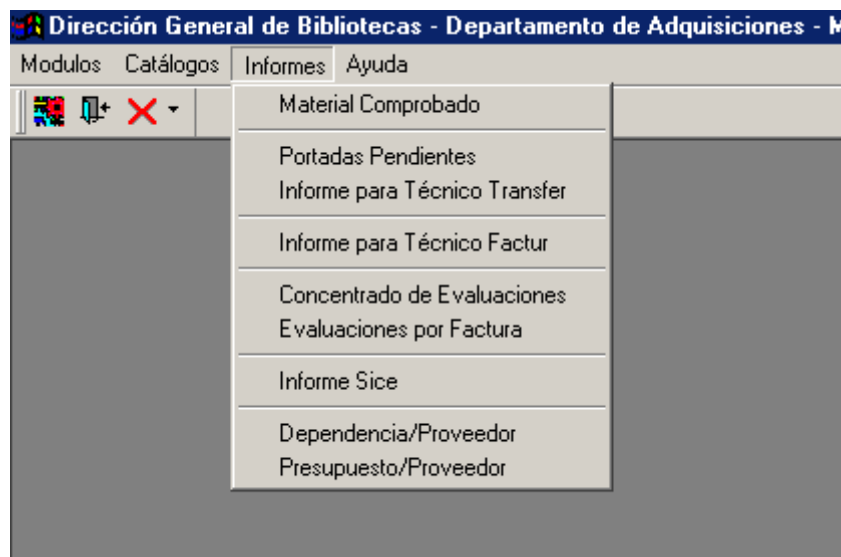 Dirección General de Bibliotecas - Departamento de Adquisiciones - M
Modulos Catálogos Informes Ayuda
Material Comprobado
Portadas Pendientes
Informe para Técnico Transfer
Informe para Técnico Factur
Concentrado de Evaluaciones
Evaluaciones por Factura
Informe Sice
Dependencia/Proveedor
Presupuesto/Proveedor